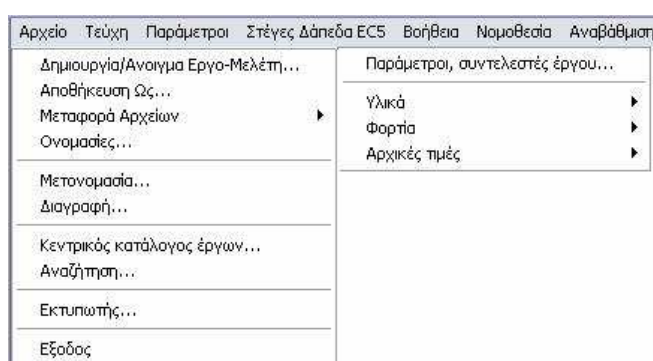 Αρχείο Τεύχη Παράμετροι Στέγες Δάπεδα EC5 Βοήθεια Νομοθεσία Αναβάθμιση
Δημιουργία/Ανοιγμα Εργο-Μελέτη...
Αποθήκευση Ως...
Μεταφορά Αρχείων
Ονομασίες...
Μετονομασία...
Διαγραφή...
Κεντρικός κατάλογος έργων...
Αναζήτηση...
Εκτυπωτής...
Εξοδος
Παράμετροι, συντελεστές έργου...
Υλικά
Φορτία
Αρχικές τιμές